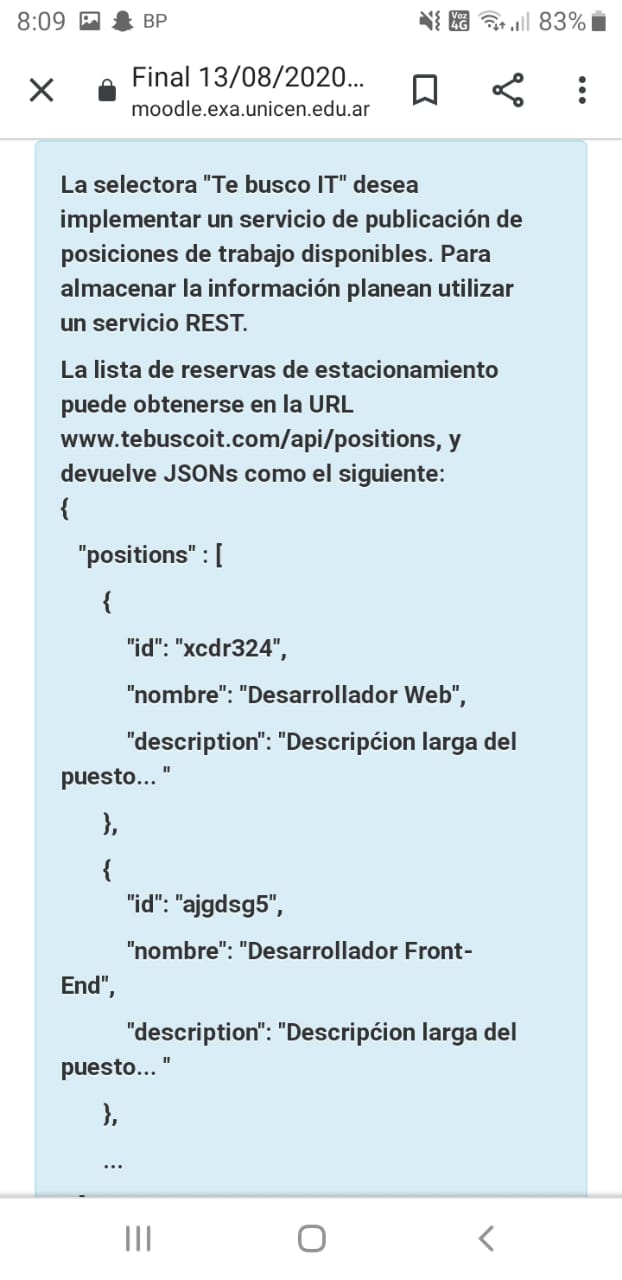 8:09 BP Voz 4G 83%
Final 13/08/2020...
moodle.exa.unicen.edu.ar
La selectora "Te busco IT" desea
implementar un servicio de publicación de
posiciones de trabajo disponibles. Para
almacenar la información planean utilizar
un servicio REST.
La lista de reservas de estacionamiento
puede obtenerse en la URL
www.tebuscoit.com/api/positions, y
devuelve JSONs como el siguiente:
{
"positions" : [
{
"id": "xcdr324",
"nombre": "Desarrollador Web",
"description": "Descripćion larga del
puesto... "
},
{
"id": "ajgdsg5",
"nombre": "Desarrollador Front-
End",
"description": "Descripćion larga del
puesto... "
},
...